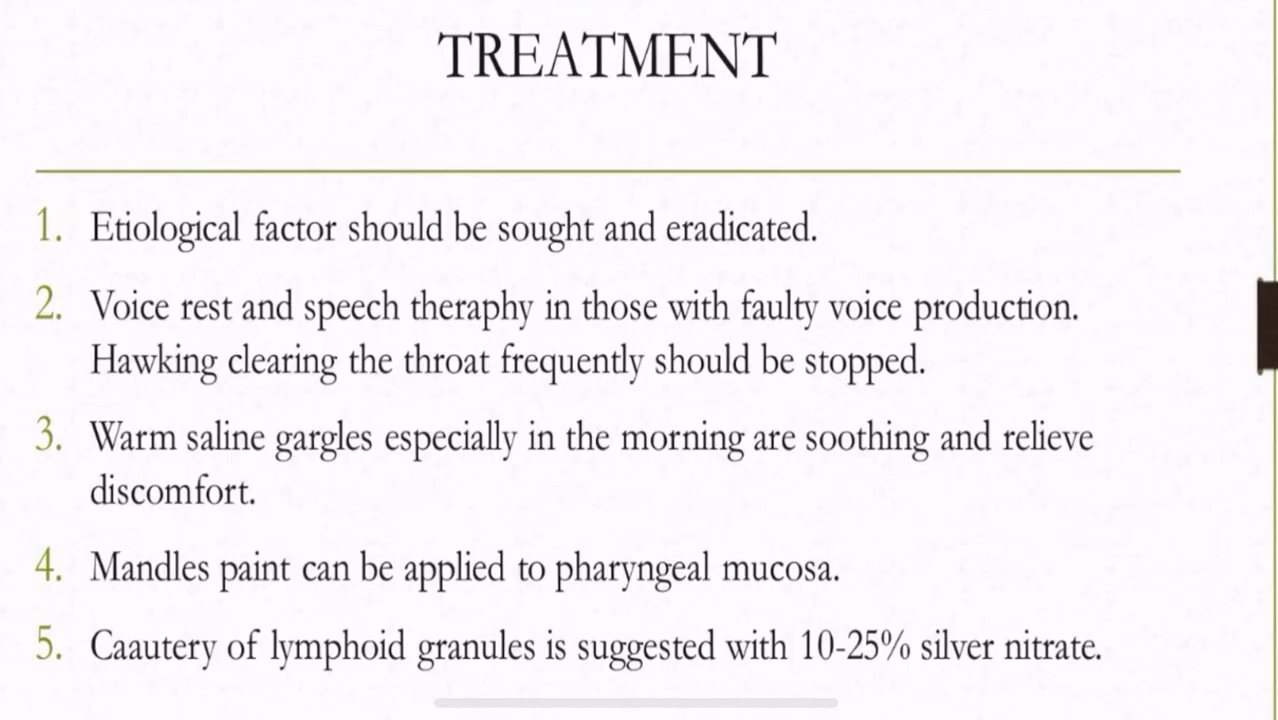 TREATMENT
1. Etiological factor should be sought and eradicated.
2. Voice rest and speech theraphy in those with faulty voice production.
Hawking clearing the throat frequently should be stopped.
3. Warm saline gargles especially in the morning are soothing and relieve
discomfort.
4. Mandles paint can be applied to pharyngeal mucosa.
5. Caautery of lymphoid granules is suggested with 10-25% silver nitrate.